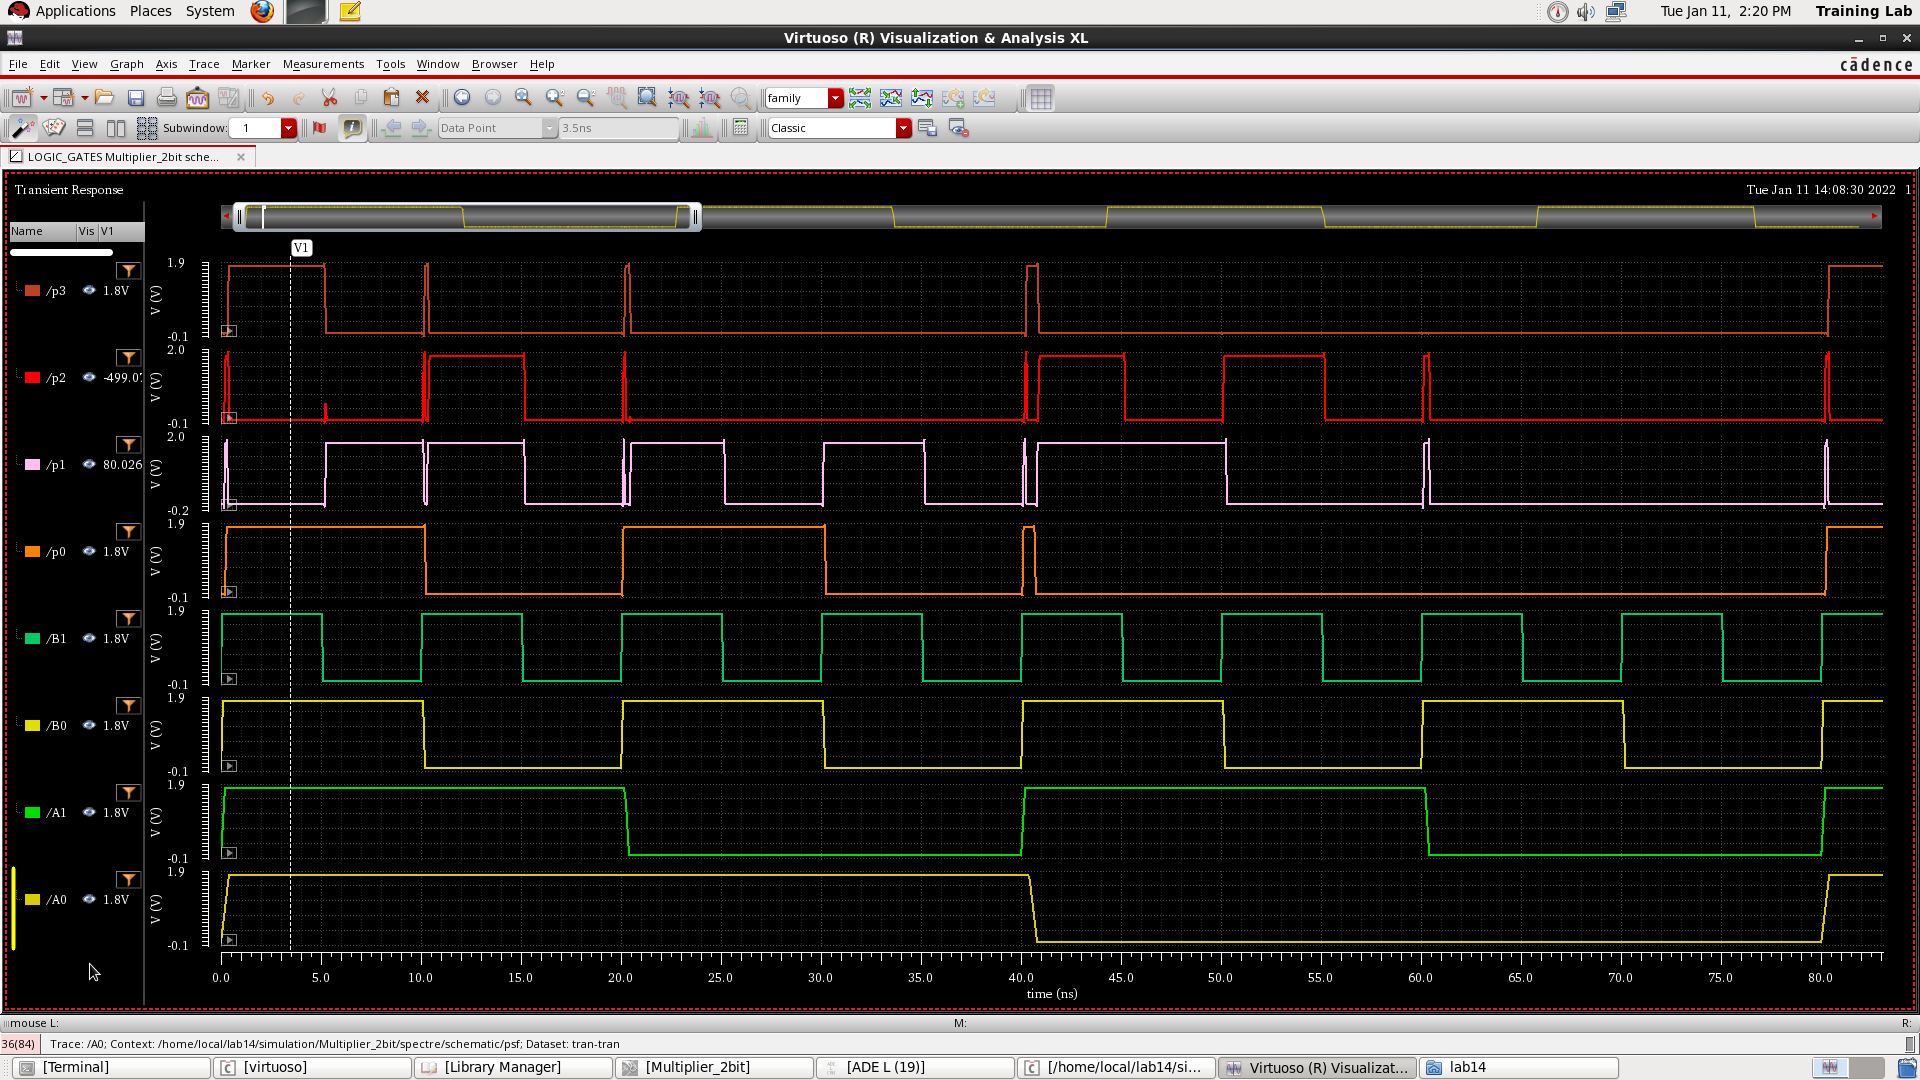 Applications Places System Tue Jan 11, 2:20 PM Training Lab
Virtuoso (R) Visualization & Analysis XL
File Edit View Graph Axis Trace Marker Measurements Tools Window Browser Help cādence
family
Subwindow: 1 Data Point 3.5ns Classic
LOGIC_GATES Multiplier_2bit sche...
Transient Response Tue Jan 11 14:08:30 2022 1
Name Vis V1
V1
1.9
/p3 1.8V V (V)
-0.1
2.0
/p2 -499.0 V (V)
-0.1
2.0
/p1 80.026 V (V)
-0.2
1.9
/p0 1.8V V (V)
-0.1
1.9
/B1 1.8V V (V)
-0.1
1.9
/B0 1.8V V (V)
-0.1
1.9
/A1 1.8V V (V)
-0.1
1.9
/A0 1.8V V (V)
-0.1
0.0 5.0 10.0 15.0 20.0 25.0 30.0 35.0 40.0 45.0 50.0 55.0 60.0 65.0 70.0 75.0 80.0
time (ns)
mouse L: M: R:
36(84) Trace: /A0; Context: /home/local/lab14/simulation/Multiplier_2bit/spectre/schematic/psf; Dataset: tran-tran
[Terminal] [virtuoso] [Library Manager] [Multiplier_2bit] [ADE L (19)] [/home/local/lab14/si... Virtuoso (R) Visualizat... lab14